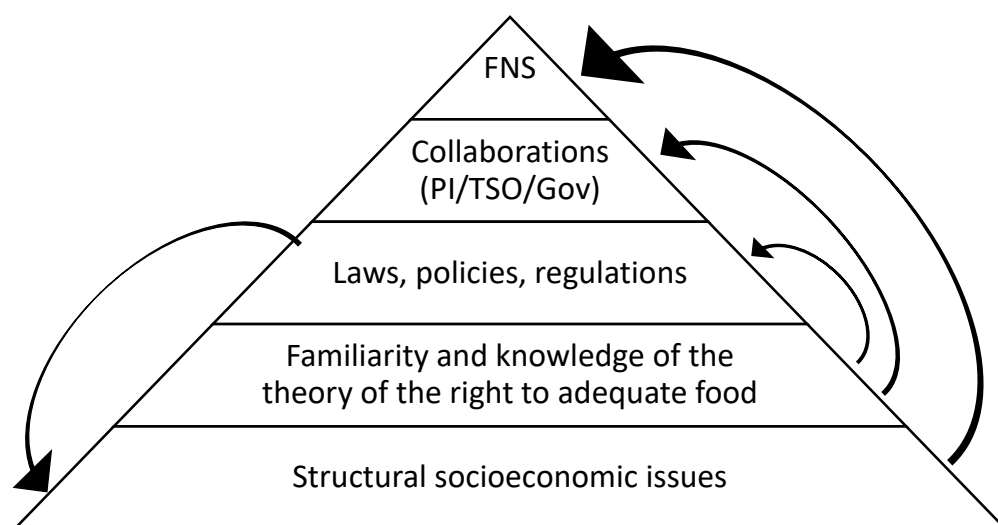 FNS
Collaborations
(PI/TSO/Gov)
Laws, policies, regulations
Familiarity and knowledge of the
theory of the right to adequate food
Structural socioeconomic issues